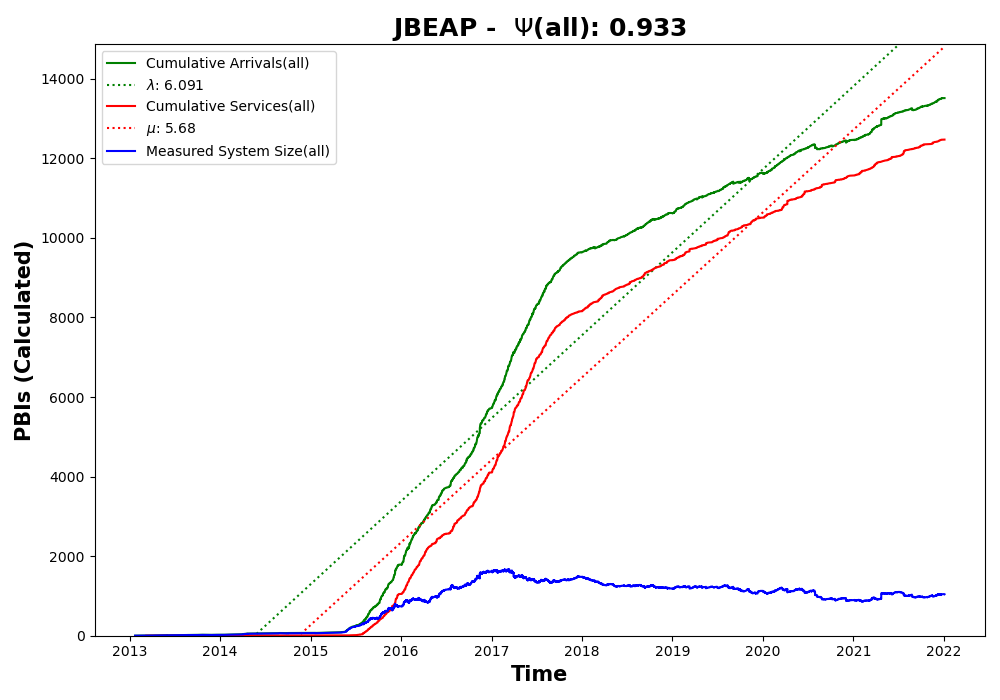 JBEAP -  Ψ(all): 0.933
Cumulative Arrivals(all)
λ: 6.091
Cumulative Services(all)
μ: 5.68
Measured System Size(all)
PBIs (Calculated)
14000
12000
10000
8000
6000
4000
2000
0
2013 2014 2015 2016 2017 2018 2019 2020 2021 2022
Time